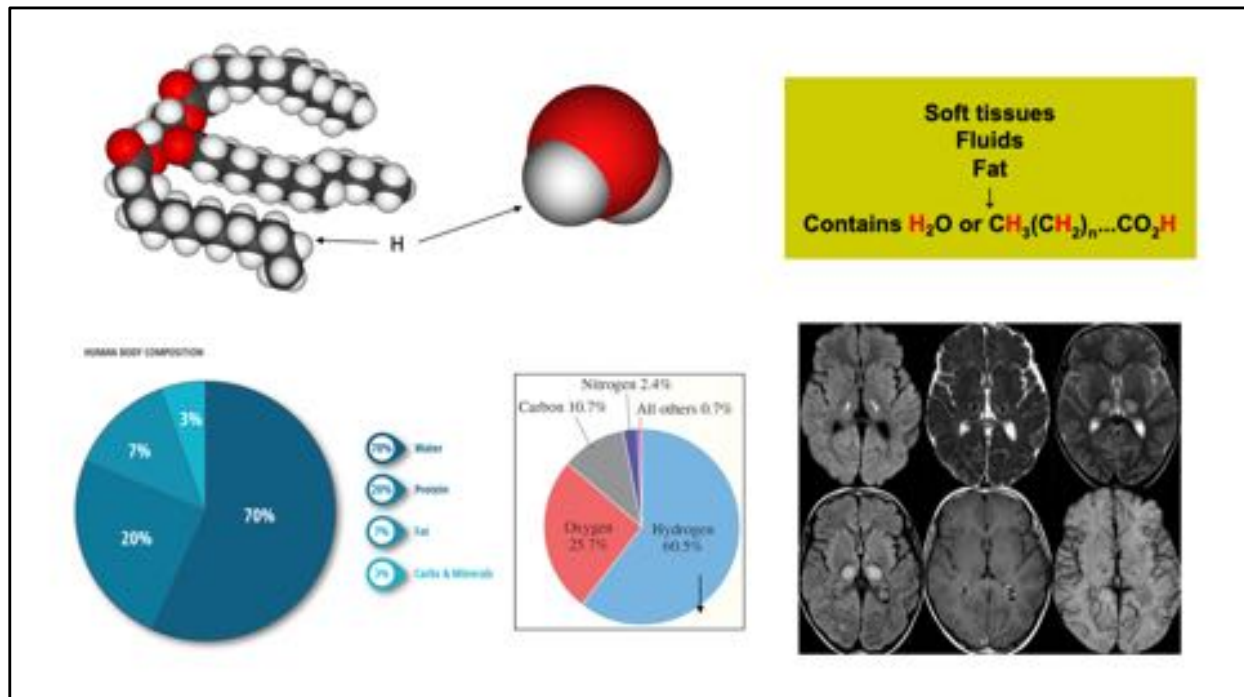 H
Soft tissues
Fluids
Fat
↓
Contains H₂O or CH₃(CH₂)ₙ...CO₂H
HUMAN BODY COMPOSITION
3%
7%
20%
70%
70% Water
20% Protein
7% Fat
3% Carbs & Minerals
Nitrogen 2.4%
Carbon 10.7%
All others 0.7%
Oxygen
25.7%
Hydrogen
60.5%